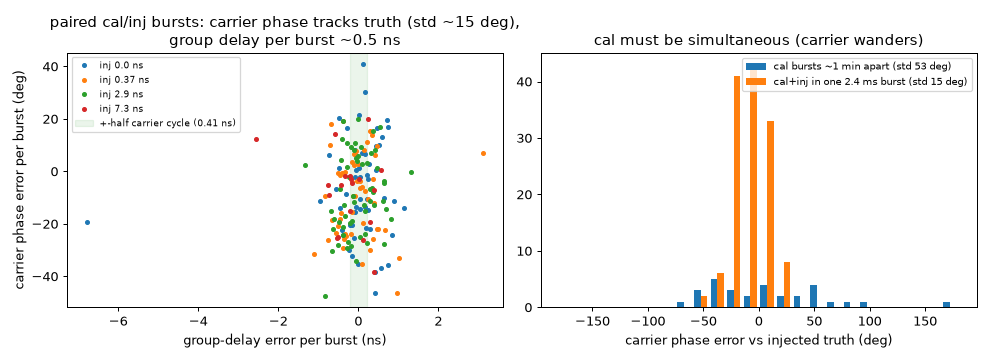 paired cal/inj bursts: carrier phase tracks truth (std ~15 deg),
group delay per burst ~0.5 ns
carrier phase error per burst (deg)
40
20
0
−20
−40
inj 0.0 ns
inj 0.37 ns
inj 2.9 ns
inj 7.3 ns
+-half carrier cycle (0.41 ns)
−6
−4
−2
0
2
group-delay error per burst (ns)
cal must be simultaneous (carrier wanders)
40
30
20
10
0
cal bursts ~1 min apart (std 53 deg)
cal+inj in one 2.4 ms burst (std 15 deg)
−150
−100
−50
0
50
100
150
carrier phase error vs injected truth (deg)